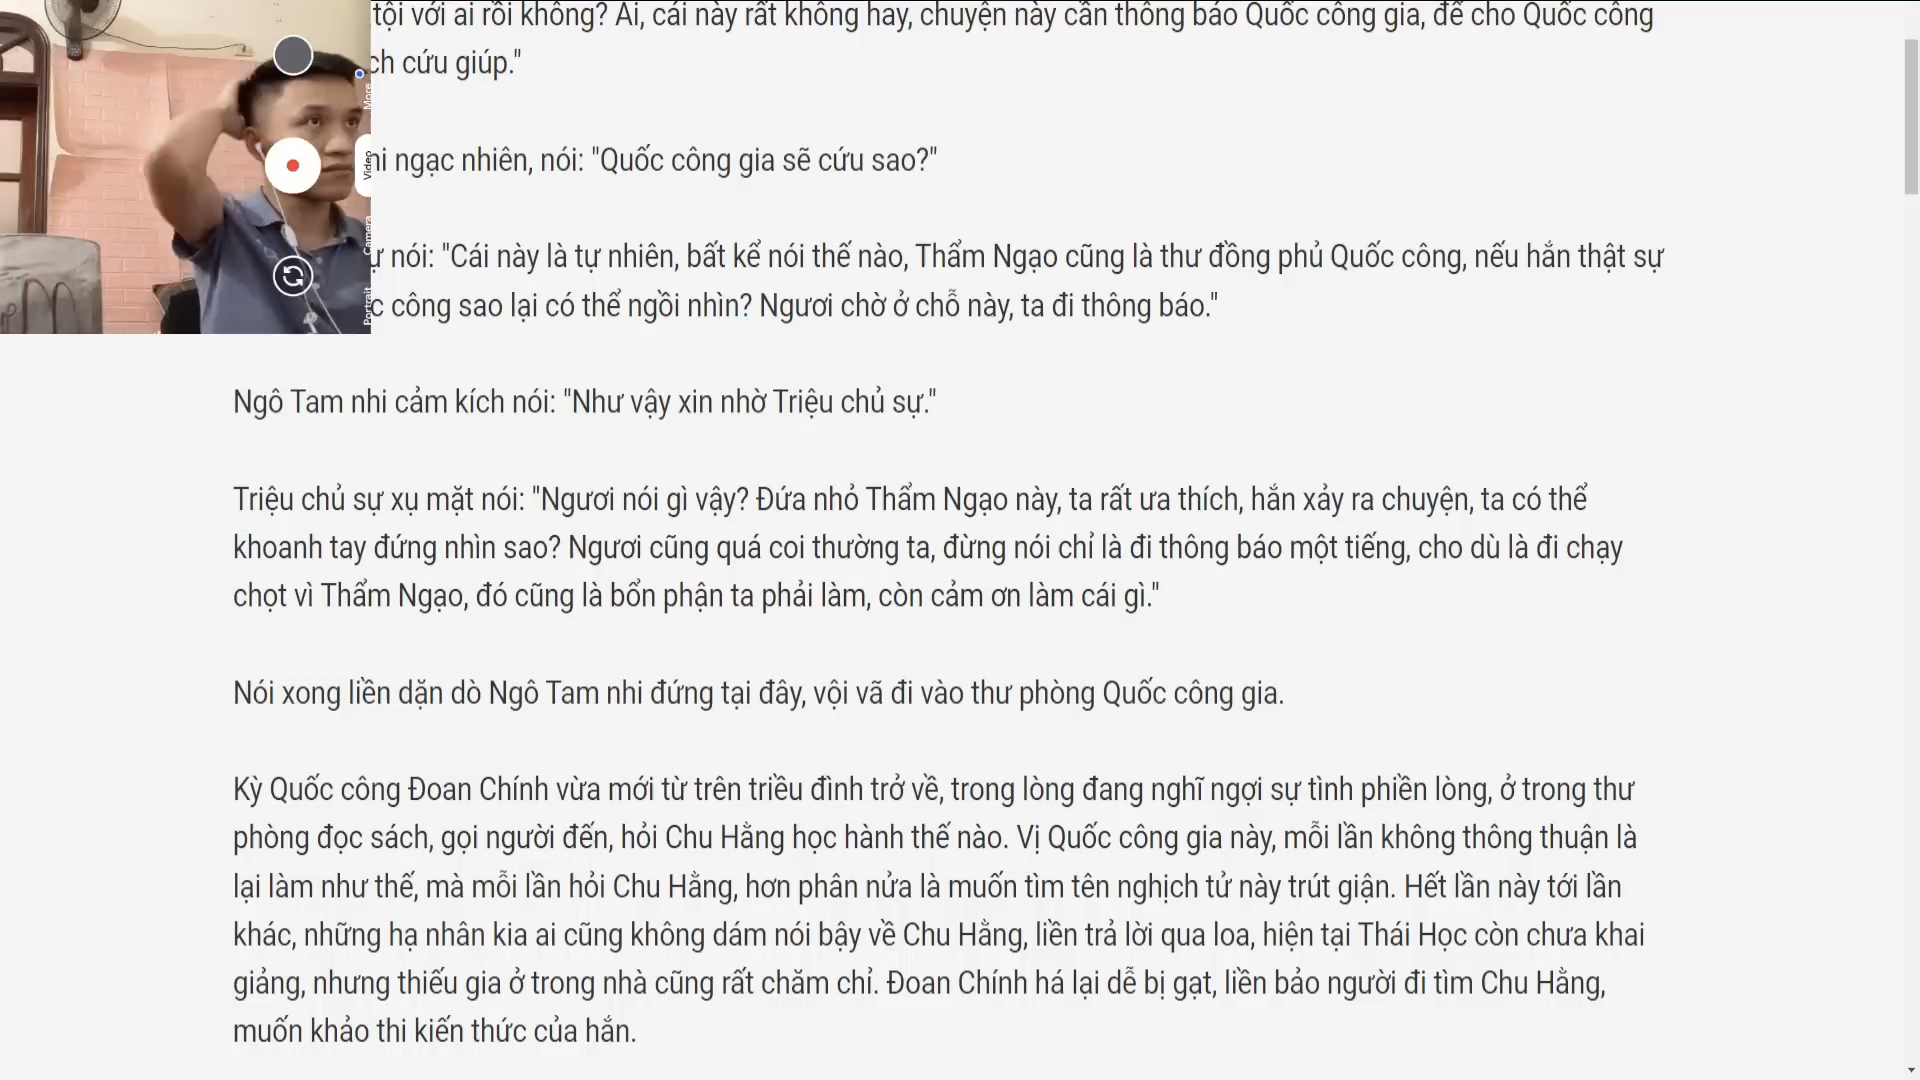 tội với ai rồi không? Ai, cái này rất không hay, chuyện này cần thông báo Quốc công gia, để cho Quốc công
ch cứu giúp."
More
ni ngạc nhiên, nói: "Quốc công gia sẽ cứu sao?"
Video
ự nói: "Cái này là tự nhiên, bất kể nói thế nào, Thẩm Ngạo cũng là thư đồng phủ Quốc công, nếu hắn thật sự
Camera
c công sao lại có thể ngồi nhìn? Ngươi chờ ở chỗ này, ta đi thông báo."
Portrait
Ngô Tam nhi cảm kích nói: "Như vậy xin nhờ Triệu chủ sự."
Triệu chủ sự xụ mặt nói: "Ngươi nói gì vậy? Đứa nhỏ Thẩm Ngạo này, ta rất ưa thích, hắn xảy ra chuyện, ta có thể
khoanh tay đứng nhìn sao? Ngươi cũng quá coi thường ta, đừng nói chỉ là đi thông báo một tiếng, cho dù là đi chạy
chọt vì Thẩm Ngạo, đó cũng là bổn phận ta phải làm, còn cảm ơn làm cái gì."
Nói xong liền dặn dò Ngô Tam nhi đứng tại đây, vội vã đi vào thư phòng Quốc công gia.
Kỳ Quốc công Đoan Chính vừa mới từ trên triều đình trở về, trong lòng đang nghĩ ngợi sự tình phiền lòng, ở trong thư
phòng đọc sách, gọi người đến, hỏi Chu Hằng học hành thế nào. Vị Quốc công gia này, mỗi lần không thông thuận là
lại làm như thế, mà mỗi lần hỏi Chu Hằng, hơn phân nửa là muốn tìm tên nghịch tử này trút giận. Hết lần này tới lần
khác, những hạ nhân kia ai cũng không dám nói bậy về Chu Hằng, liền trả lời qua loa, hiện tại Thái Học còn chưa khai
giảng, nhưng thiếu gia ở trong nhà cũng rất chăm chỉ. Đoan Chính há lại dễ bị gạt, liền bảo người đi tìm Chu Hằng,
muốn khảo thi kiến thức của hắn.